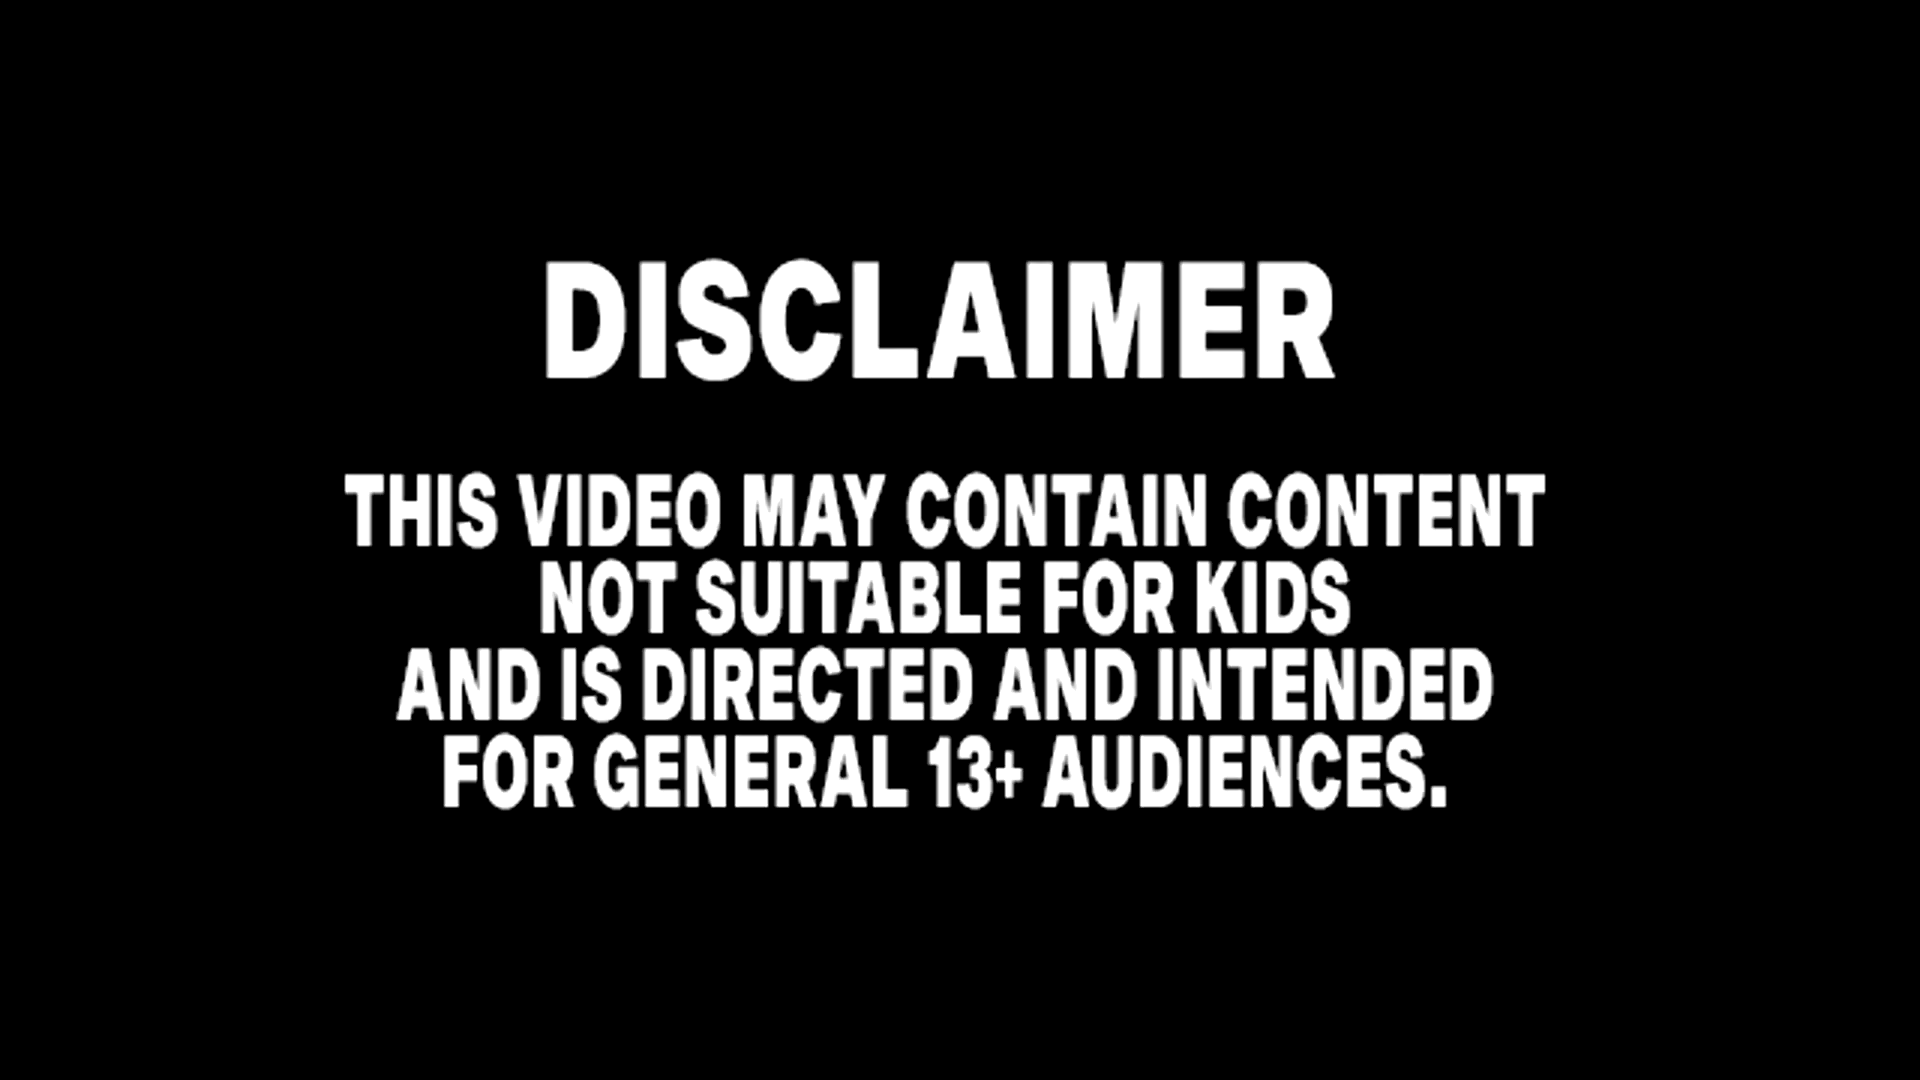 DISCLAIMER
THIS VIDEO MAY CONTAIN CONTENT
NOT SUITABLE FOR KIDS
AND IS DIRECTED AND INTENDED
FOR GENERAL 13+ AUDIENCES.